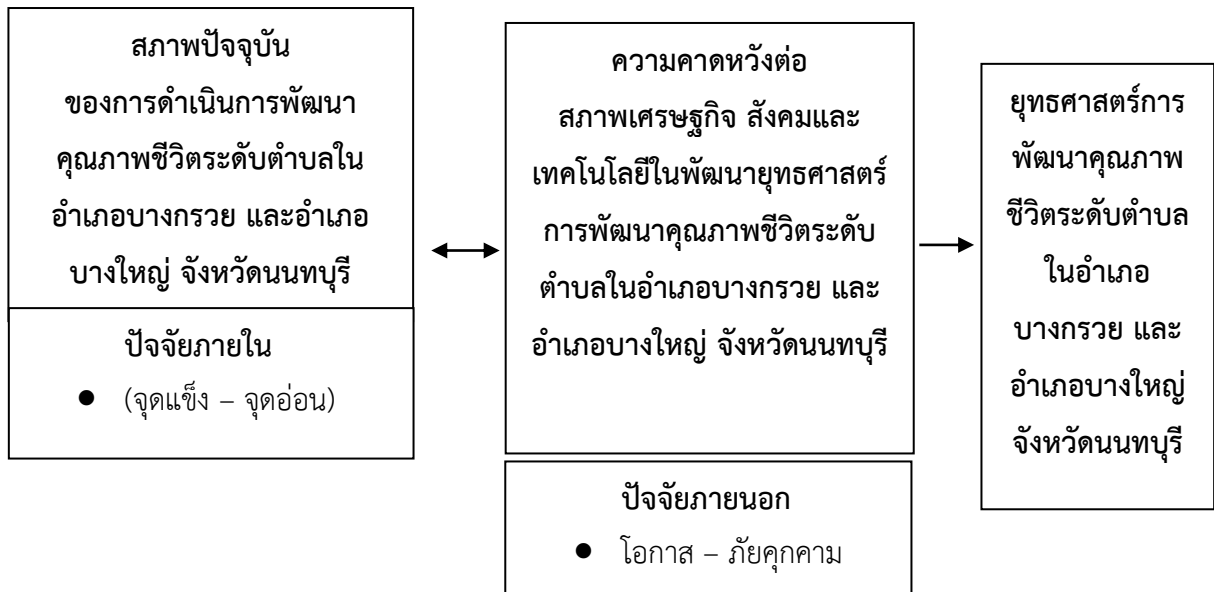 สภาพปัจจุบัน
ของการดำเนินการพัฒนา
คุณภาพชีวิตระดับตำบลใน
อำเภอบางกรวย และอำเภอ
บางใหญ่ จังหวัดนนทบุรี
ปัจจัยภายใน
● (จุดแข็ง – จุดอ่อน)
ความคาดหวังต่อ
สภาพเศรษฐกิจ สังคมและ
เทคโนโลยีในพัฒนายุทธศาสตร์
การพัฒนาคุณภาพชีวิตระดับ
ตำบลในอำเภอบางกรวย และ
อำเภอบางใหญ่ จังหวัดนนทบุรี
ปัจจัยภายนอก
● โอกาส – ภัยคุกคาม
ยุทธศาสตร์การ
พัฒนาคุณภาพ
ชีวิตระดับตำบล
ในอำเภอ
บางกรวย และ
อำเภอบางใหญ่
จังหวัดนนทบุรี